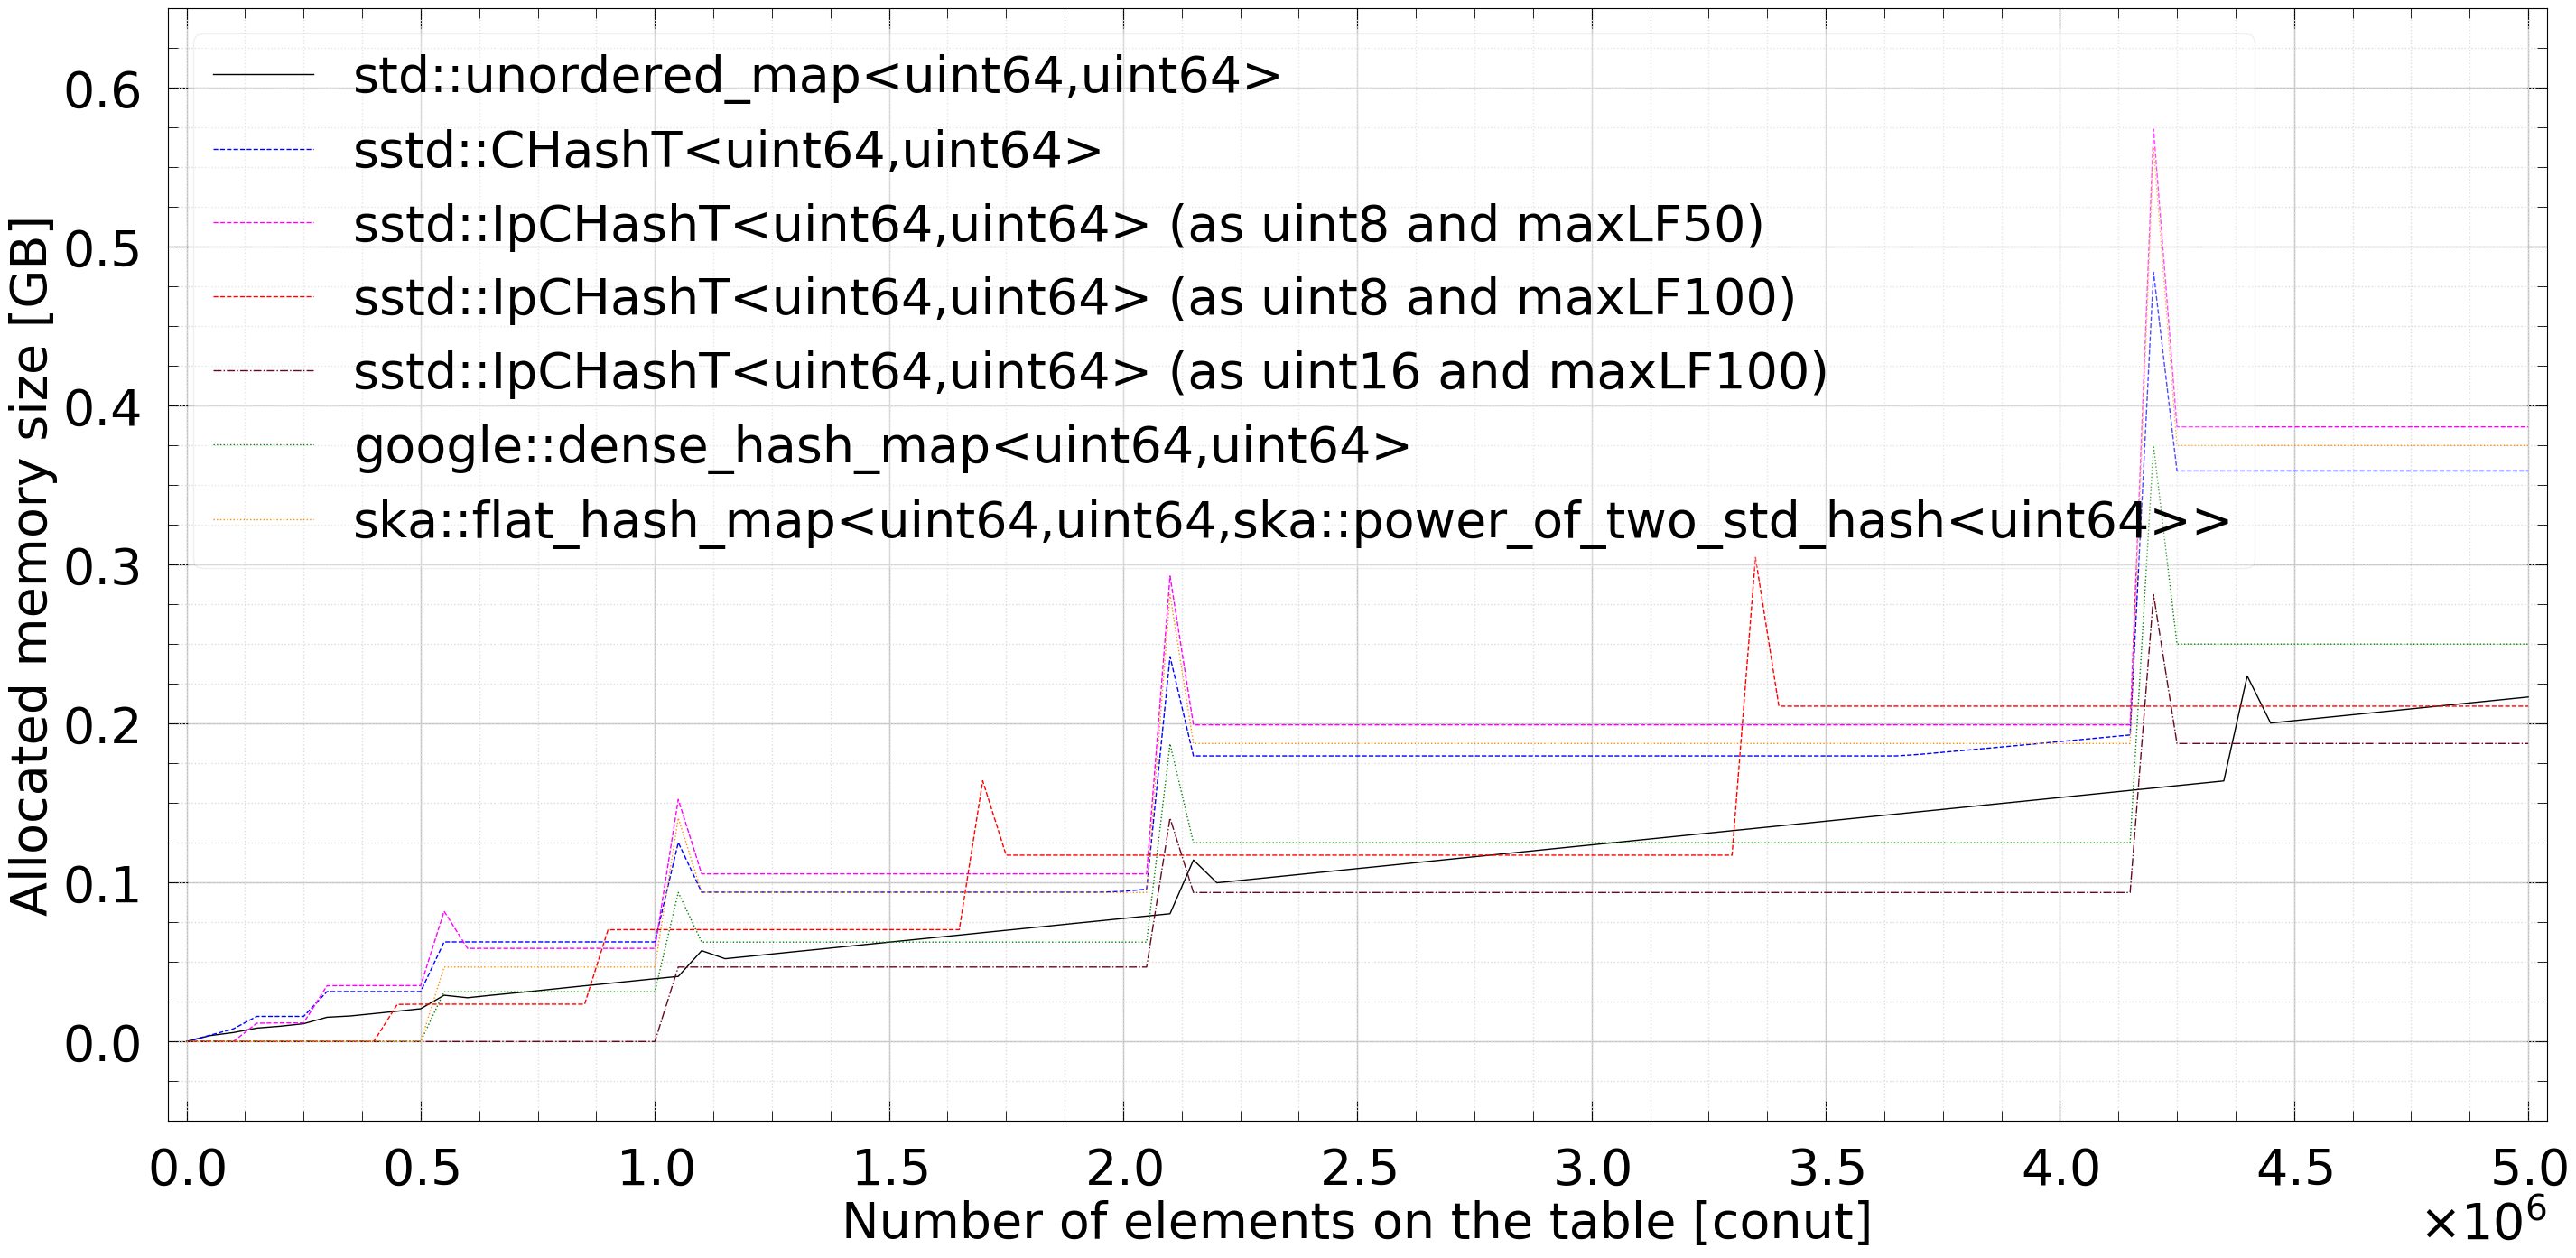 std::unordered_map<uint64,uint64>
sstd::CHashT<uint64,uint64>
sstd::IpCHashT<uint64,uint64> (as uint8 and maxLF50)
sstd::IpCHashT<uint64,uint64> (as uint8 and maxLF100)
sstd::IpCHashT<uint64,uint64> (as uint16 and maxLF100)
google::dense_hash_map<uint64,uint64>
ska::flat_hash_map<uint64,uint64,ska::power_of_two_std_hash<uint64>>
Allocated memory size [GB]
0.6
0.5
0.4
0.3
0.2
0.1
0.0
0.0 0.5 1.0 1.5 2.0 2.5 3.0 3.5 4.0 4.5 5.0
Number of elements on the table [conut]
×10⁶